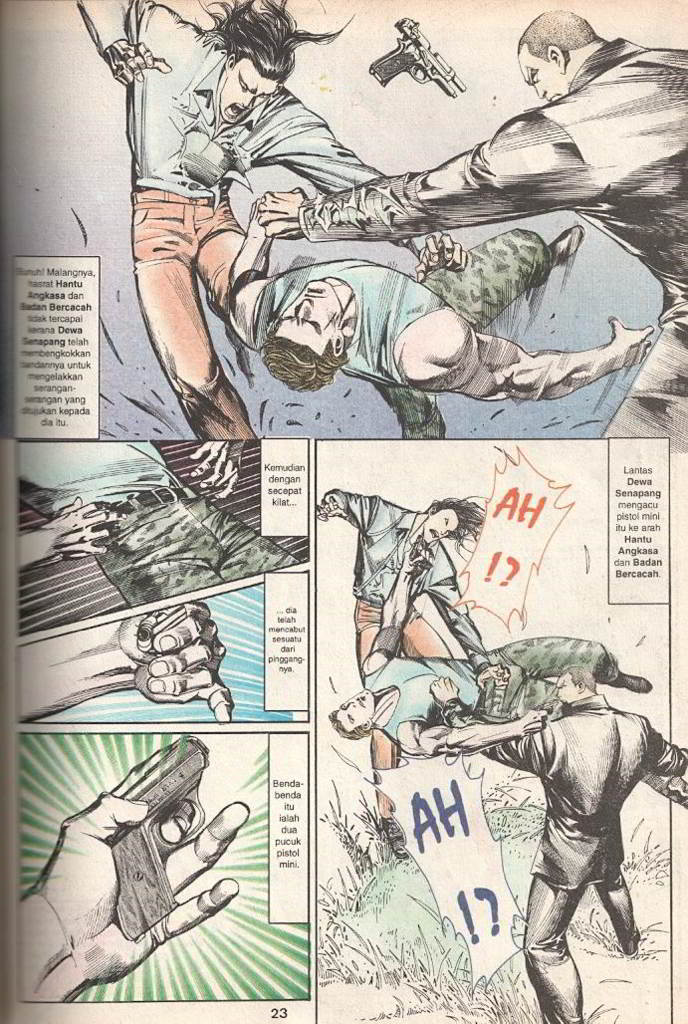 Bunuh! Malangnya,
hasrat Hantu
Angkasa dan
Badan Bercacah
tidak tercapai
kerana Dewa
Senapang telah
membengkokkan
bandannya untuk
mengelakkan
serangan-
serangan yang
ditujukan kepada
dia itu.
Kemudian
dengan
secepat
kilat...
... dia
telah
mencabut
sesuatu
dari
pinggang-
nya.
Benda-
benda
itu
ialah
dua
pucuk
pistol
mini.
Lantas
Dewa
Senapang
mengacu
pistol mini
itu ke arah
Hantu
Angkasa
dan Badan
Bercacah.
AH
!?
AH
!?
23